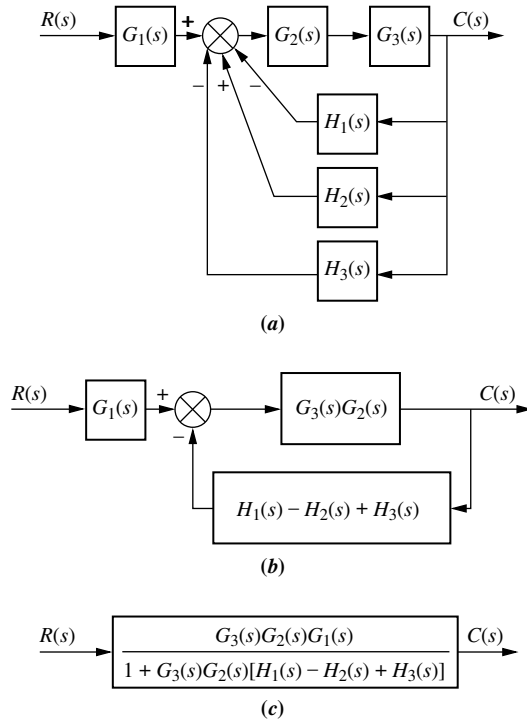 R(s) G₁(s) + G₂(s) G₃(s) C(s)
− + −
H₁(s)
H₂(s)
H₃(s)
(a)
R(s) G₁(s) + G₃(s)G₂(s) C(s)
−
H₁(s) − H₂(s) + H₃(s)
(b)
R(s) G₃(s)G₂(s)G₁(s) C(s)
1 + G₃(s)G₂(s)[H₁(s) − H₂(s) + H₃(s)]
(c)